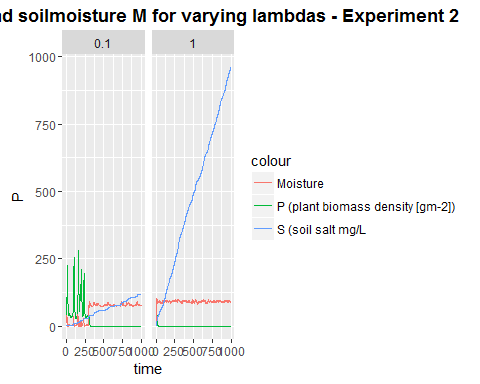 nd soilmoisture M for varying lambdas - Experiment 2
0.1
1
1000
750
500
250
0
P
0 250 500 750 1000
0 250 500 750 1000
time
colour
Moisture
P (plant biomass density [gm-2])
S (soil salt mg/L